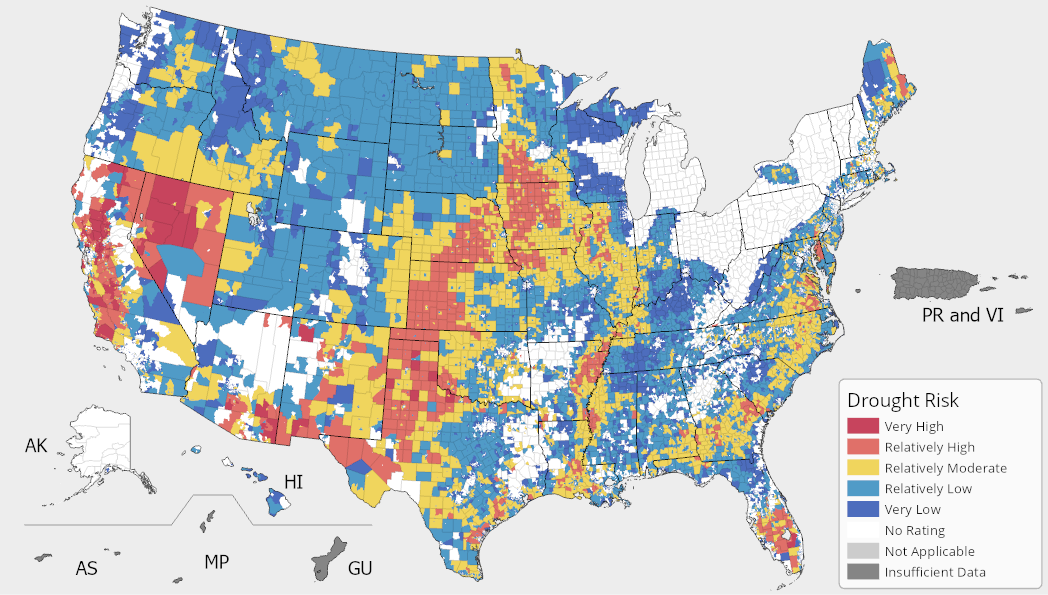 PR and VI
Drought Risk
Very High
Relatively High
Relatively Moderate
Relatively Low
Very Low
No Rating
Not Applicable
Insufficient Data
AK
HI
AS
MP
GU